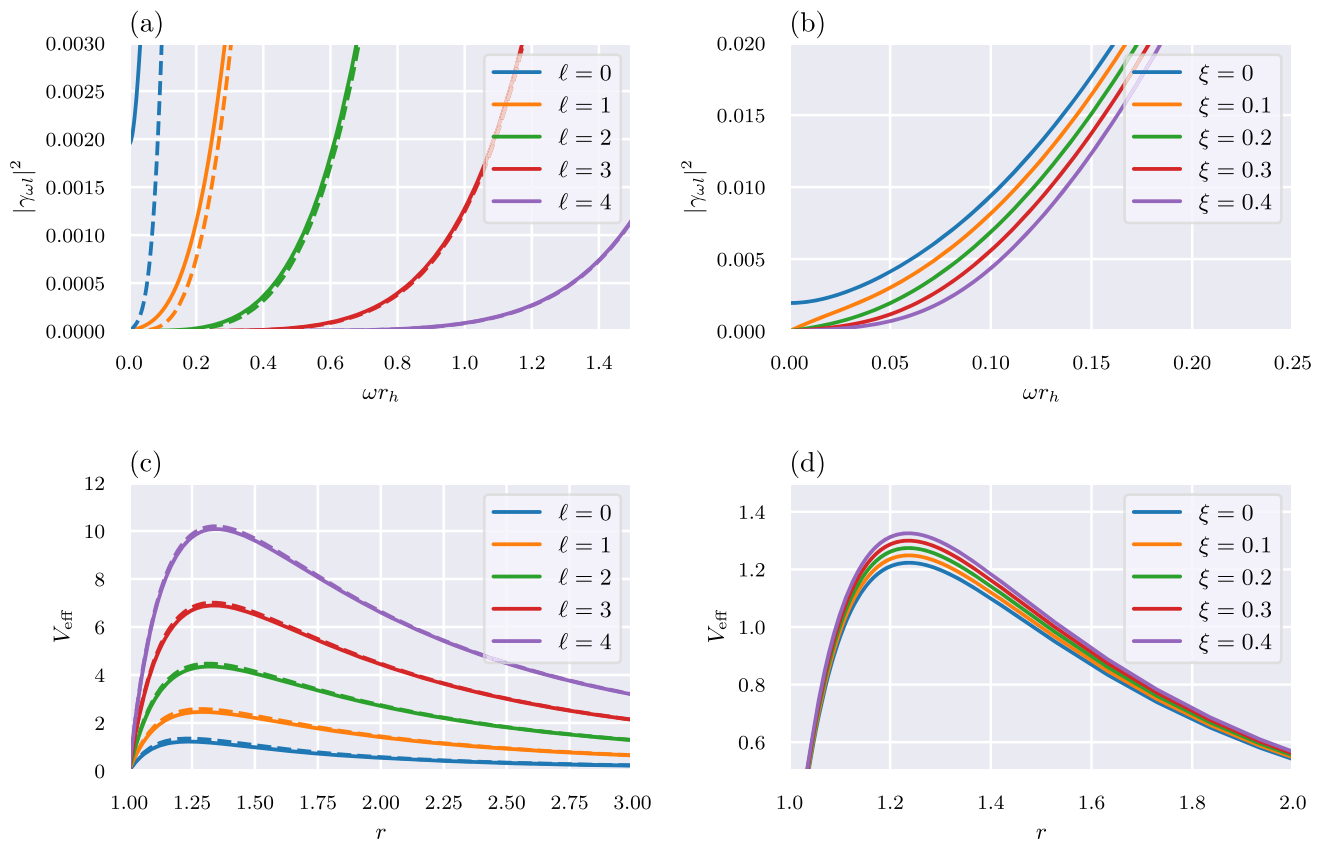 (a)
0.0030
0.0025
0.0020
0.0015
0.0010
0.0005
0.0000
|γωl|²
0.0
0.2
0.4
0.6
0.8
1.0
1.2
1.4
ωrₕ
ℓ = 0
ℓ = 1
ℓ = 2
ℓ = 3
ℓ = 4
(b)
0.020
0.015
0.010
0.005
0.000
|γωl|²
0.00
0.05
0.10
0.15
0.20
0.25
ωrₕ
ξ = 0
ξ = 0.1
ξ = 0.2
ξ = 0.3
ξ = 0.4
(c)
12
10
8
6
4
2
0
Veff
1.00
1.25
1.50
1.75
2.00
2.25
2.50
2.75
3.00
r
ℓ = 0
ℓ = 1
ℓ = 2
ℓ = 3
ℓ = 4
(d)
1.4
1.2
1.0
0.8
0.6
Veff
1.0
1.2
1.4
1.6
1.8
2.0
r
ξ = 0
ξ = 0.1
ξ = 0.2
ξ = 0.3
ξ = 0.4